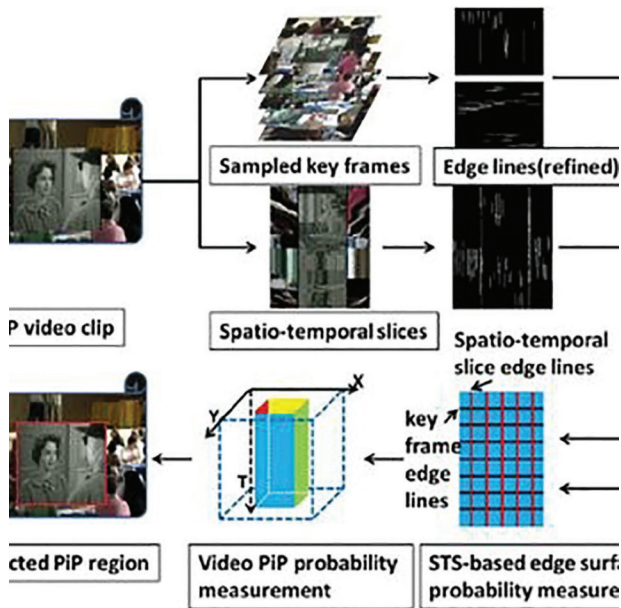 Sampled key frames
Edge lines(refined)
P video clip
Spatio-temporal slices
Spatio-temporal
slice edge lines
key
frame
edge
lines
X
Y
T
cted PiP region
Video PiP probability
measurement
STS-based edge surfa
probability measure